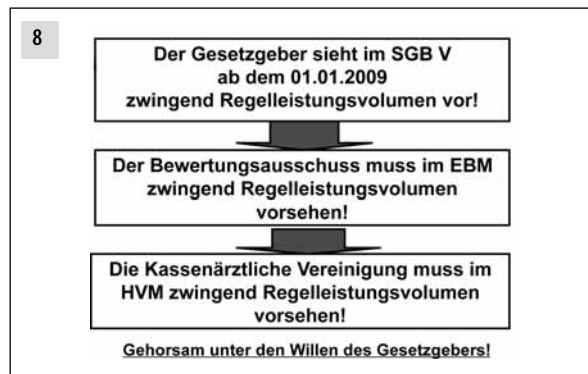 8
Der Gesetzgeber sieht im SGB V
ab dem 01.01.2009
zwingend Regelleistungsvolumen vor!
Der Bewertungsausschuss muss im EBM
zwingend Regelleistungsvolumen
vorsehen!
Die Kassenärztliche Vereinigung muss im
HVM zwingend Regelleistungsvolumen
vorsehen!
Gehorsam unter den Willen des Gesetzgebers!